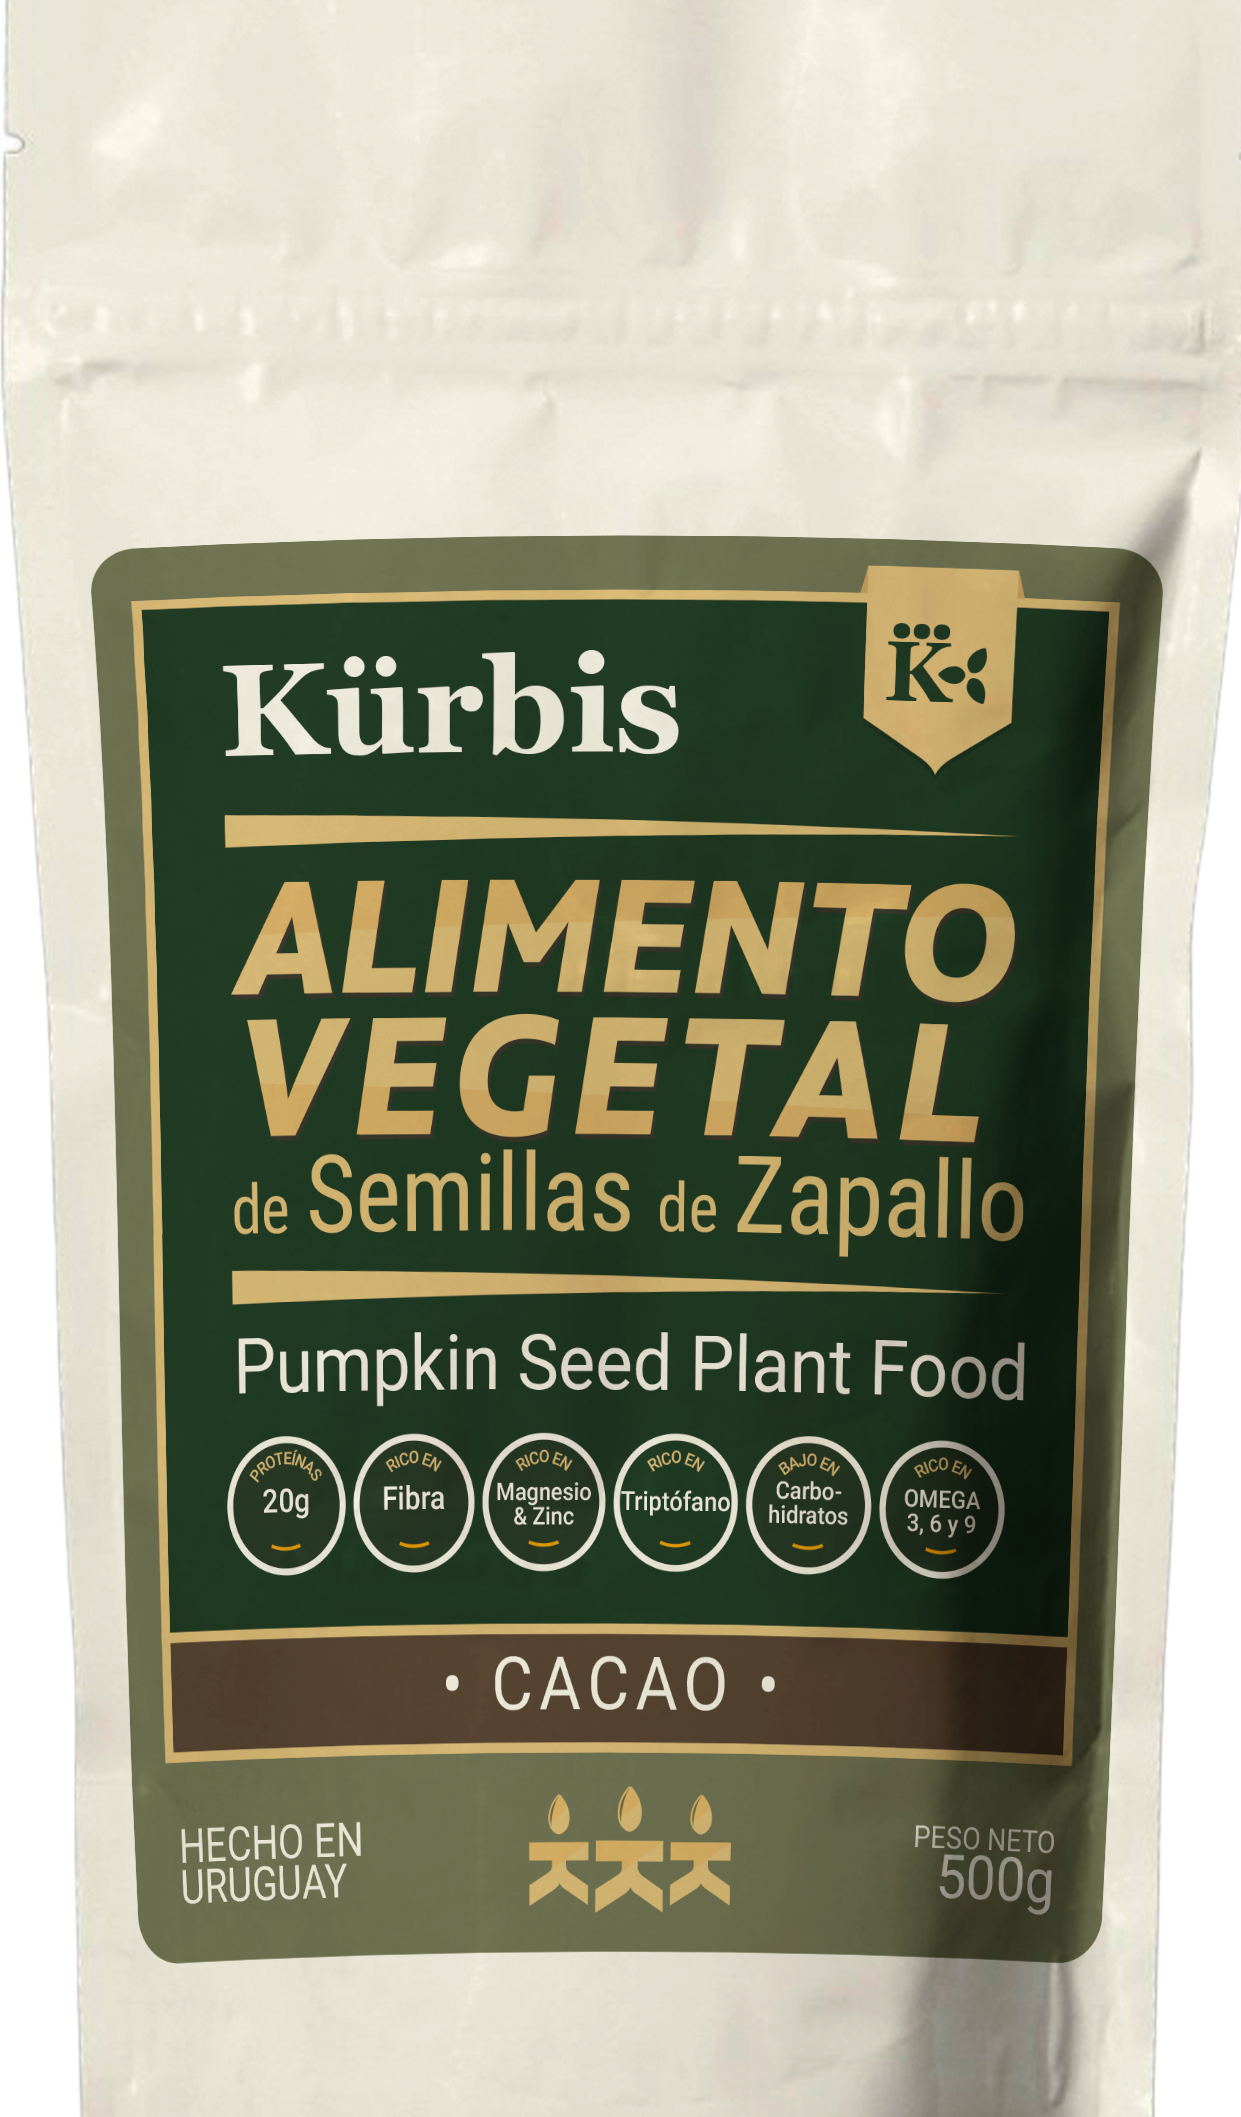 Kürbis
K
ALIMENTO
VEGETAL
de Semillas de Zapallo
Pumpkin Seed Plant Food
PROTEÍNAS
20g
RICO EN
Fibra
RICO EN
Magnesio
& Zinc
RICO EN
Triptófano
BAJO EN
Carbo-
hidratos
RICO EN
OMEGA
3, 6 y 9
• CACAO •
HECHO EN
URUGUAY
PESO NETO
500g